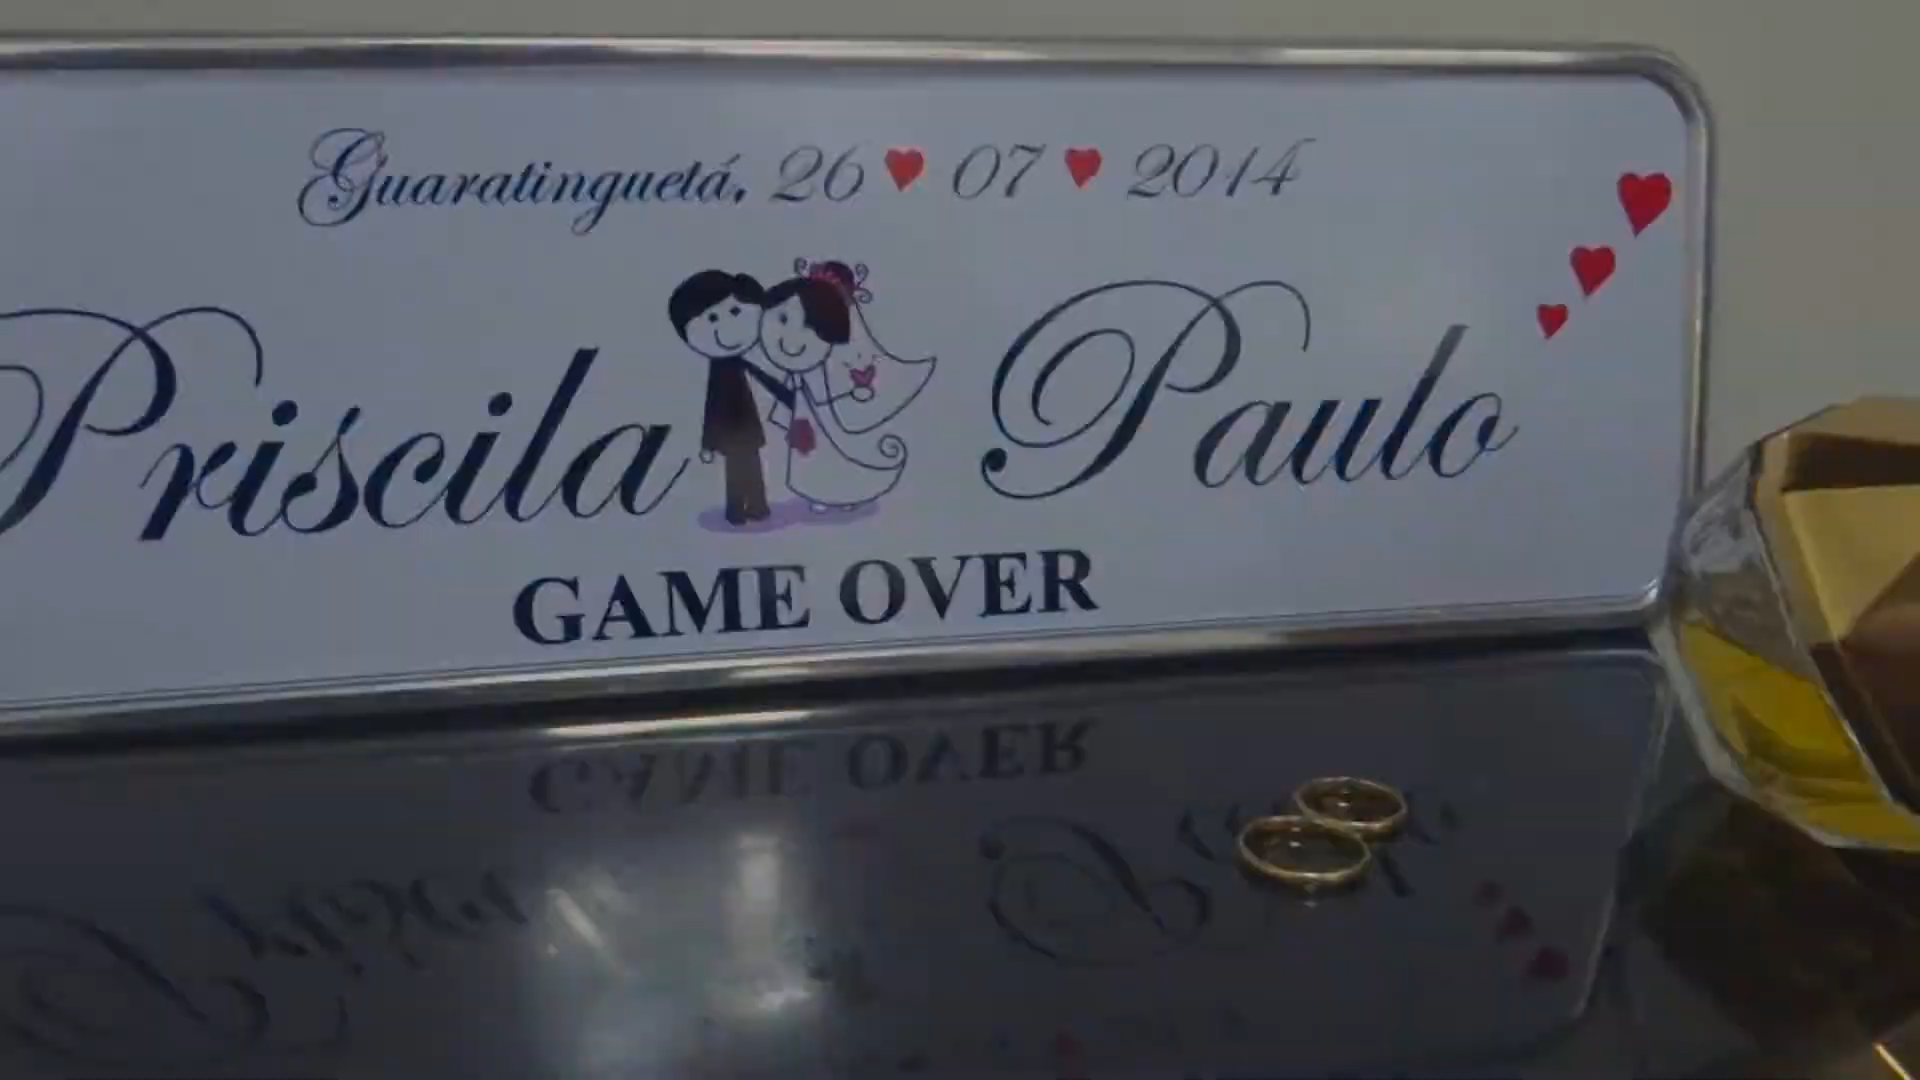 Guaratinguetá, 26 ♥ 07 ♥ 2014
Priscila Paulo
GAME OVER